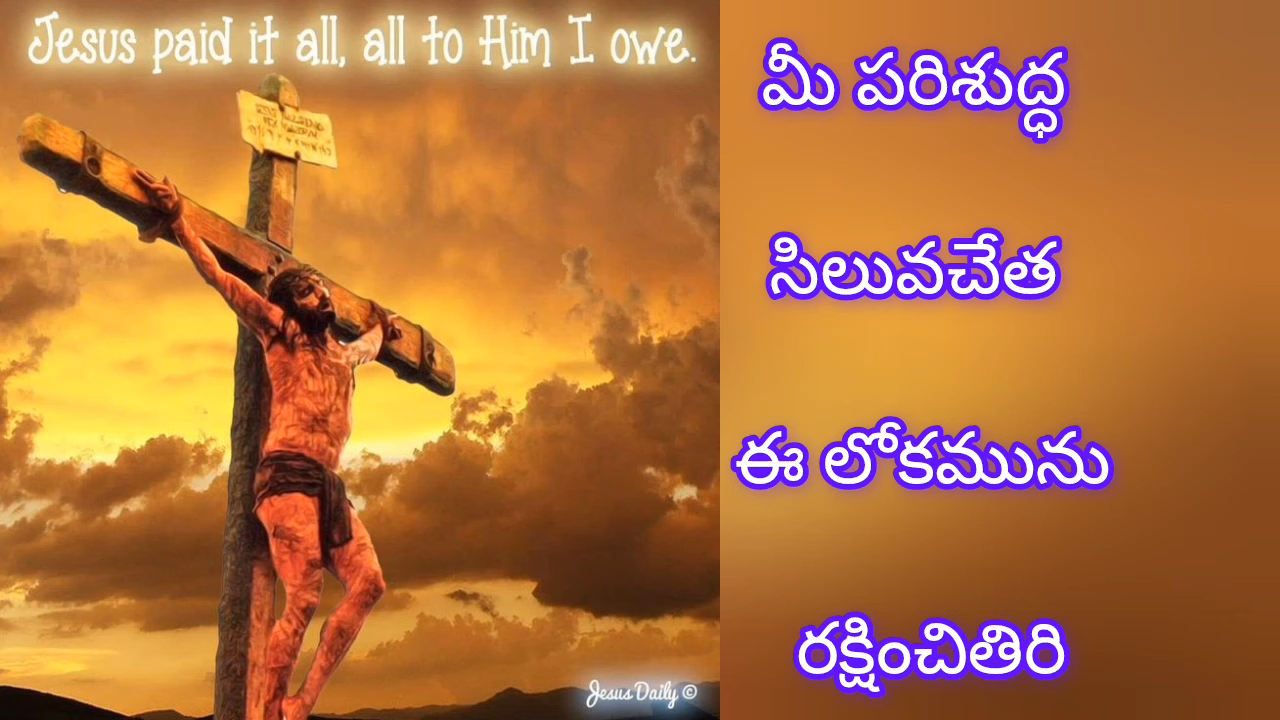 Jesus paid it all, all to Him I owe.
మీ పరిశుద్ధ
సిలువచేత
ఈ లోకమును
రక్షించితిరి
Jesus Daily ©